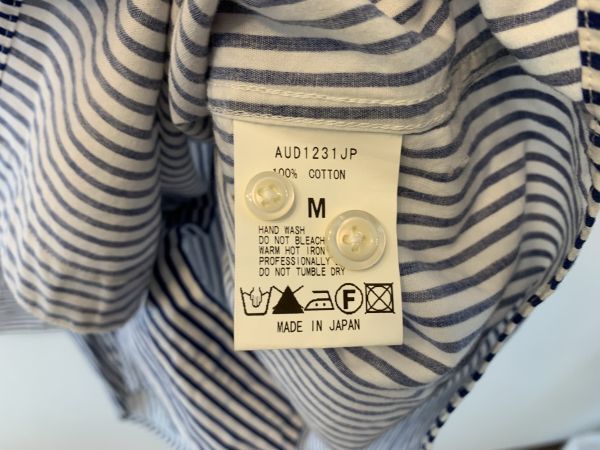 AUD1231JP
100% COTTON
M
HAND WASH
DO NOT BLEACH
WARM HOT IRON
PROFESSIONALLY
DO NOT TUMBLE DRY
F
MADE IN JAPAN